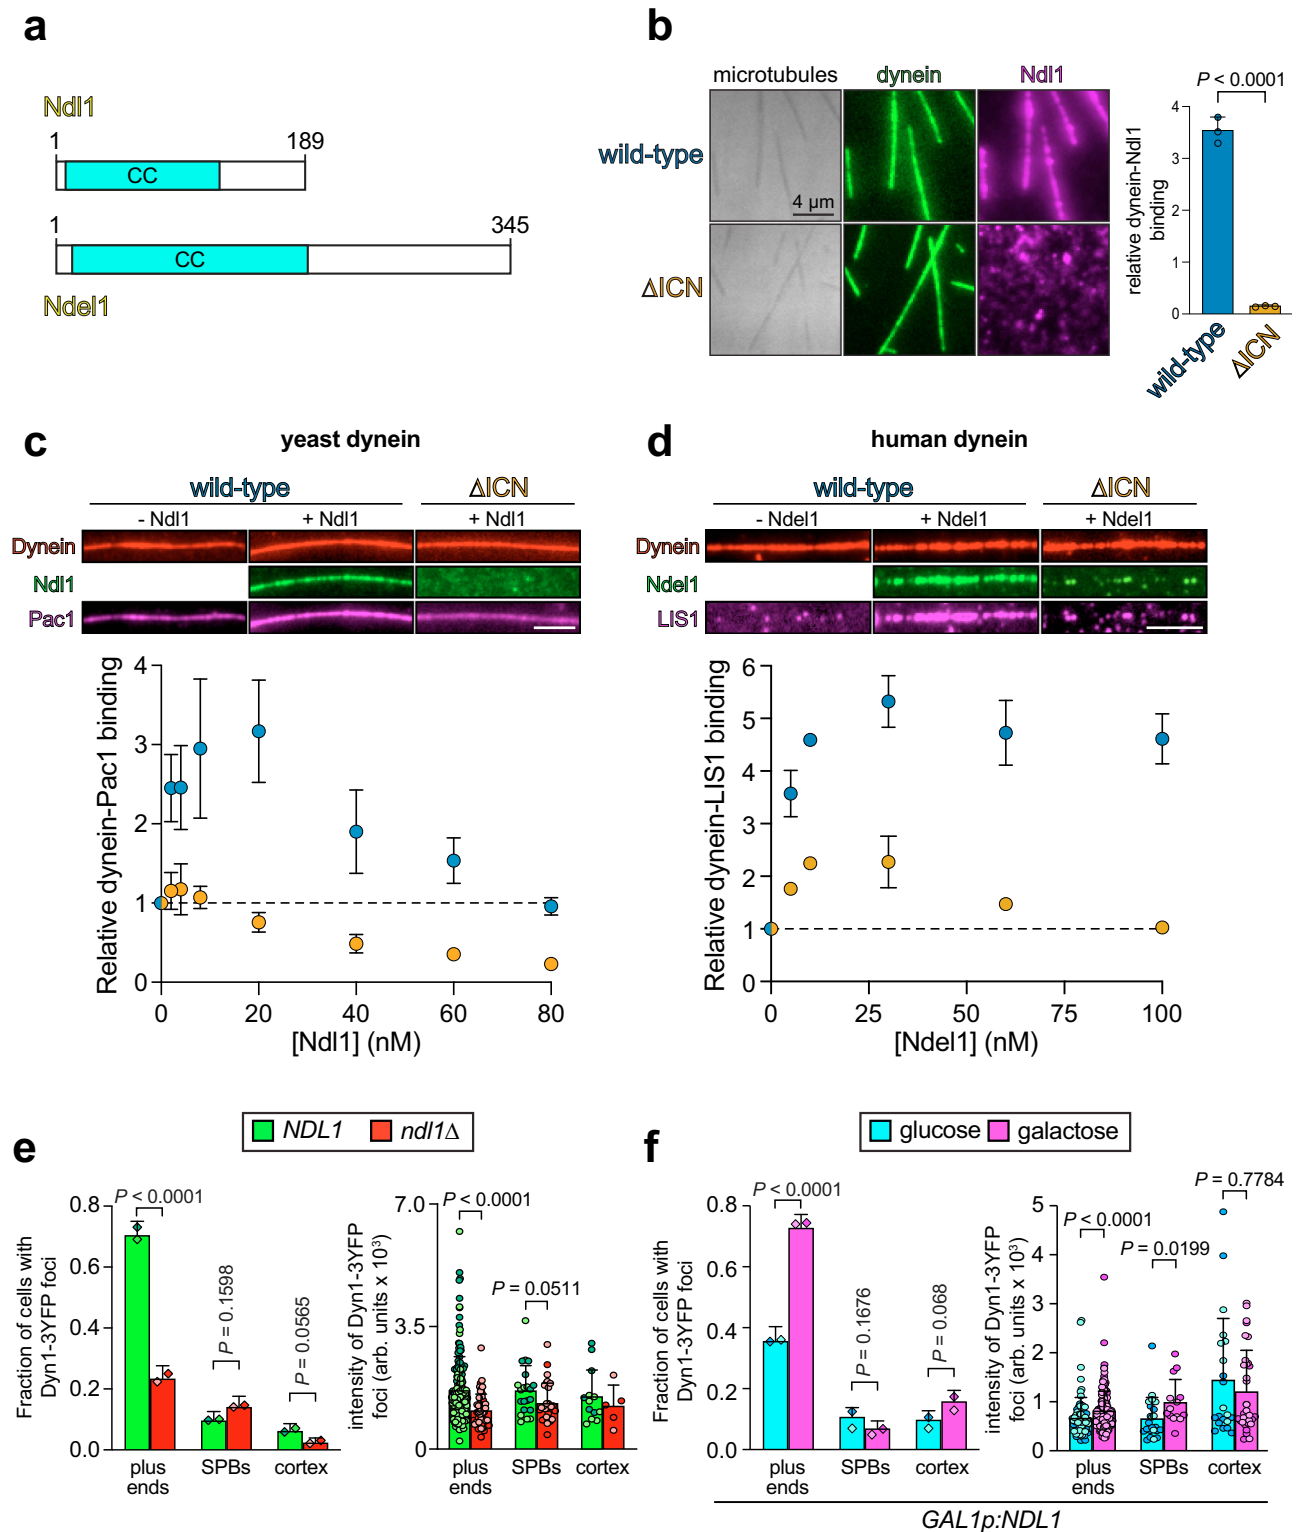 a
Ndl1
1 189
CC
1 345
CC
Ndel1
b
microtubules dynein Ndl1
wild-type
4 µm
ΔICN
P < 0.0001
relative dynein-Ndl1
binding
4
3
2
1
0
wild-type
ΔICN
c
yeast dynein
wild-type ΔICN
- Ndl1 + Ndl1 + Ndl1
Dynein
Ndl1
Pac1
Relative dynein-Pac1 binding
4
3
2
1
0
0 20 40 60 80
[Ndl1] (nM)
d
human dynein
wild-type ΔICN
- Ndel1 + Ndel1 + Ndel1
Dynein
Ndel1
LIS1
Relative dynein-LIS1 binding
6
5
4
3
2
1
0
0 25 50 75 100
[Ndel1] (nM)
e
NDL1 ndl1Δ
Fraction of cells with
Dyn1-3YFP foci
0.8
0.6
0.4
0.2
0.0
P < 0.0001
P = 0.1598
P = 0.0565
plus
ends
SPBs
cortex
intensity of Dyn1-3YFP
foci (arb. units x 10³)
7.0
3.5
0
P < 0.0001
P = 0.0511
plus
ends
SPBs
cortex
f
glucose galactose
Fraction of cells with
Dyn1-3YFP foci
0.8
0.6
0.4
0.2
0.0
P < 0.0001
P = 0.1676
P = 0.068
plus
ends
SPBs
cortex
intensity of Dyn1-3YFP
foci (arb. units x 10³)
5
4
3
2
1
0
P < 0.0001
P = 0.0199
P = 0.7784
plus
ends
SPBs
cortex
GAL1p:NDL1